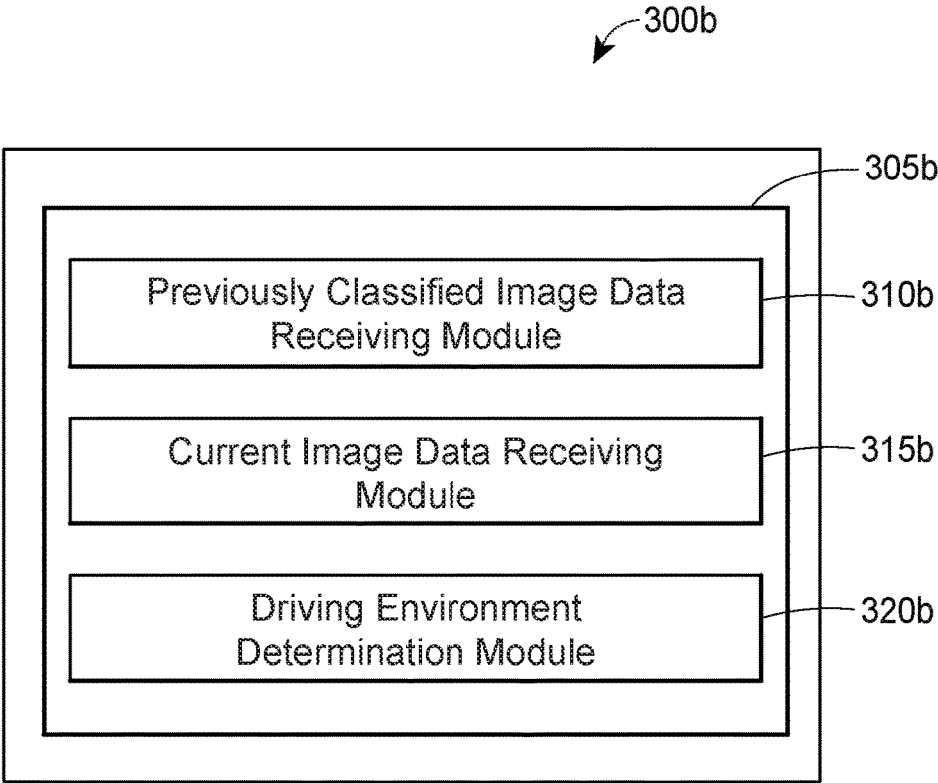 300b
305b
Previously Classified Image Data
Receiving Module
310b
Current Image Data Receiving
Module
315b
Driving Environment
Determination Module
320b